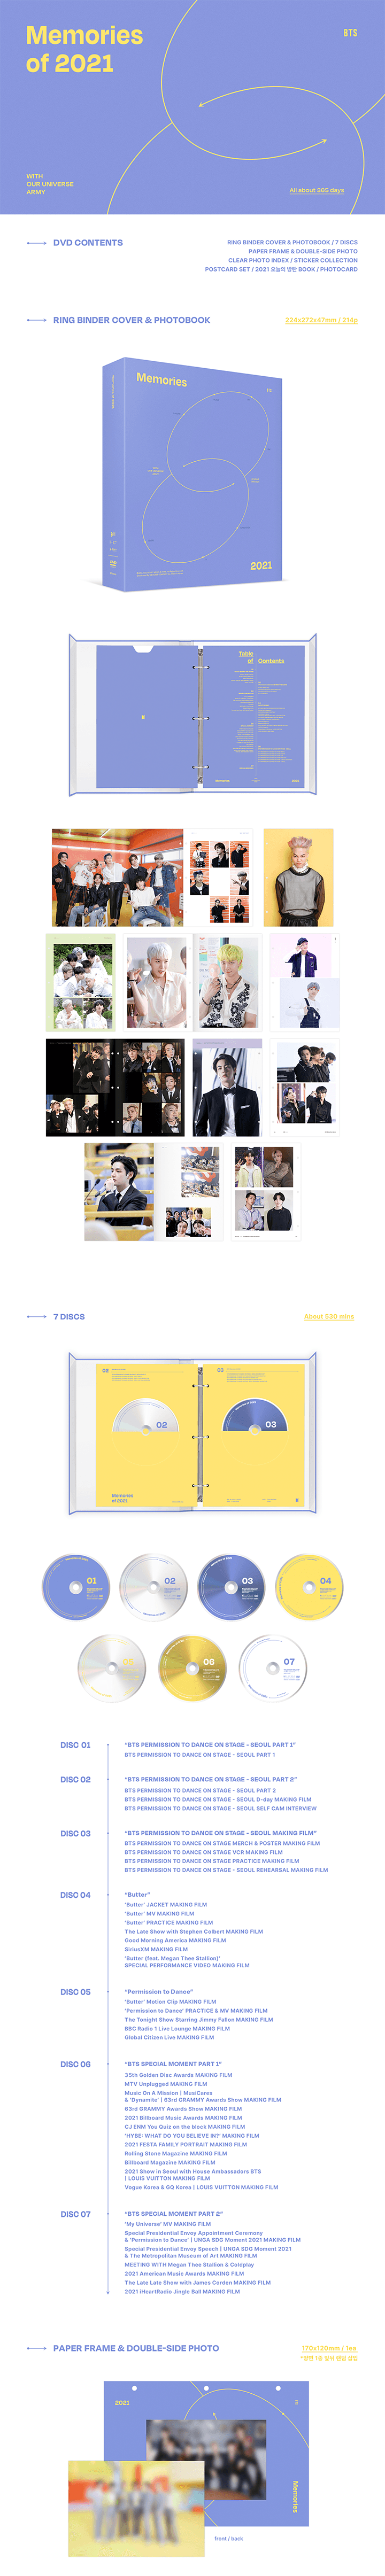 Memories
of 2021
BTS
WITH
OUR UNIVERSE
ARMY
All about 365 days
DVD CONTENTS
RING BINDER COVER & PHOTOBOOK / 7 DISCS
PAPER FRAME & DOUBLE-SIDE PHOTO
CLEAR PHOTO INDEX / STICKER COLLECTION
POSTCARD SET / 2021 오늘의 방탄 BOOK / PHOTOCARD
RING BINDER COVER & PHOTOBOOK
224x272x47mm / 214p
Memories
2021
Table
of Contents
7 DISCS
About 530 mins
02
03
Memories
of 2021
01
02
03
04
05
06
07
DISC 01
"BTS PERMISSION TO DANCE ON STAGE - SEOUL PART 1"
BTS PERMISSION TO DANCE ON STAGE - SEOUL PART 1
DISC 02
"BTS PERMISSION TO DANCE ON STAGE - SEOUL PART 2"
BTS PERMISSION TO DANCE ON STAGE - SEOUL PART 2
BTS PERMISSION TO DANCE ON STAGE - SEOUL D-day MAKING FILM
BTS PERMISSION TO DANCE ON STAGE - SEOUL SELF CAM INTERVIEW
DISC 03
"BTS PERMISSION TO DANCE ON STAGE - SEOUL MAKING FILM"
BTS PERMISSION TO DANCE ON STAGE MERCH & POSTER MAKING FILM
BTS PERMISSION TO DANCE ON STAGE VCR MAKING FILM
BTS PERMISSION TO DANCE ON STAGE PRACTICE MAKING FILM
BTS PERMISSION TO DANCE ON STAGE - SEOUL REHEARSAL MAKING FILM
DISC 04
"Butter"
'Butter' JACKET MAKING FILM
'Butter' MV MAKING FILM
'Butter' PRACTICE MAKING FILM
The Late Show with Stephen Colbert MAKING FILM
Good Morning America MAKING FILM
SiriusXM MAKING FILM
'Butter (feat. Megan Thee Stallion)'
SPECIAL PERFORMANCE VIDEO MAKING FILM
DISC 05
"Permission to Dance"
'Butter' Motion Clip MAKING FILM
'Permission to Dance' PRACTICE & MV MAKING FILM
The Tonight Show Starring Jimmy Fallon MAKING FILM
BBC Radio 1 Live Lounge MAKING FILM
Global Citizen Live MAKING FILM
DISC 06
"BTS SPECIAL MOMENT PART 1"
35th Golden Disc Awards MAKING FILM
MTV Unplugged MAKING FILM
Music On A Mission | MusiCares
& 'Dynamite' | 63rd GRAMMY Awards Show MAKING FILM
63rd GRAMMY Awards Show MAKING FILM
2021 Billboard Music Awards MAKING FILM
CJ ENM You Quiz on the block MAKING FILM
'HYBE: WHAT DO YOU BELIEVE IN?' MAKING FILM
2021 FESTA FAMILY PORTRAIT MAKING FILM
Rolling Stone Magazine MAKING FILM
Billboard Magazine MAKING FILM
2021 Show in Seoul with House Ambassadors BTS
| LOUIS VUITTON MAKING FILM
Vogue Korea & GQ Korea | LOUIS VUITTON MAKING FILM
DISC 07
"BTS SPECIAL MOMENT PART 2"
'My Universe' MV MAKING FILM
Special Presidential Envoy Appointment Ceremony
& 'Permission to Dance' | UNGA SDG Moment 2021 MAKING FILM
Special Presidential Envoy Speech | UNGA SDG Moment 2021
& The Metropolitan Museum of Art MAKING FILM
MEETING WITH Megan Thee Stallion & Coldplay
2021 American Music Awards MAKING FILM
The Late Late Show with James Corden MAKING FILM
2021 iHeartRadio Jingle Ball MAKING FILM
PAPER FRAME & DOUBLE-SIDE PHOTO
170x120mm / 1ea
2021
Memories
front / back